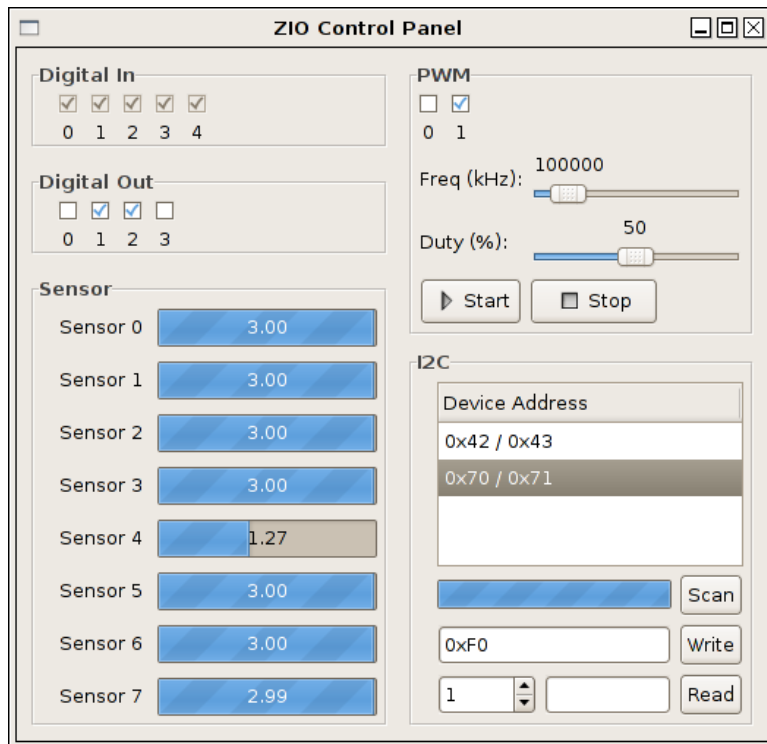 ZIO Control Panel
Digital In
0 1 2 3 4
Digital Out
0 1 2 3
Sensor
Sensor 0 3.00
Sensor 1 3.00
Sensor 2 3.00
Sensor 3 3.00
Sensor 4 1.27
Sensor 5 3.00
Sensor 6 3.00
Sensor 7 2.99
PWM
0 1
100000
Freq (kHz):
50
Duty (%):
Start Stop
I2C
Device Address
0x42 / 0x43
0x70 / 0x71
Scan
0xF0 Write
1 Read